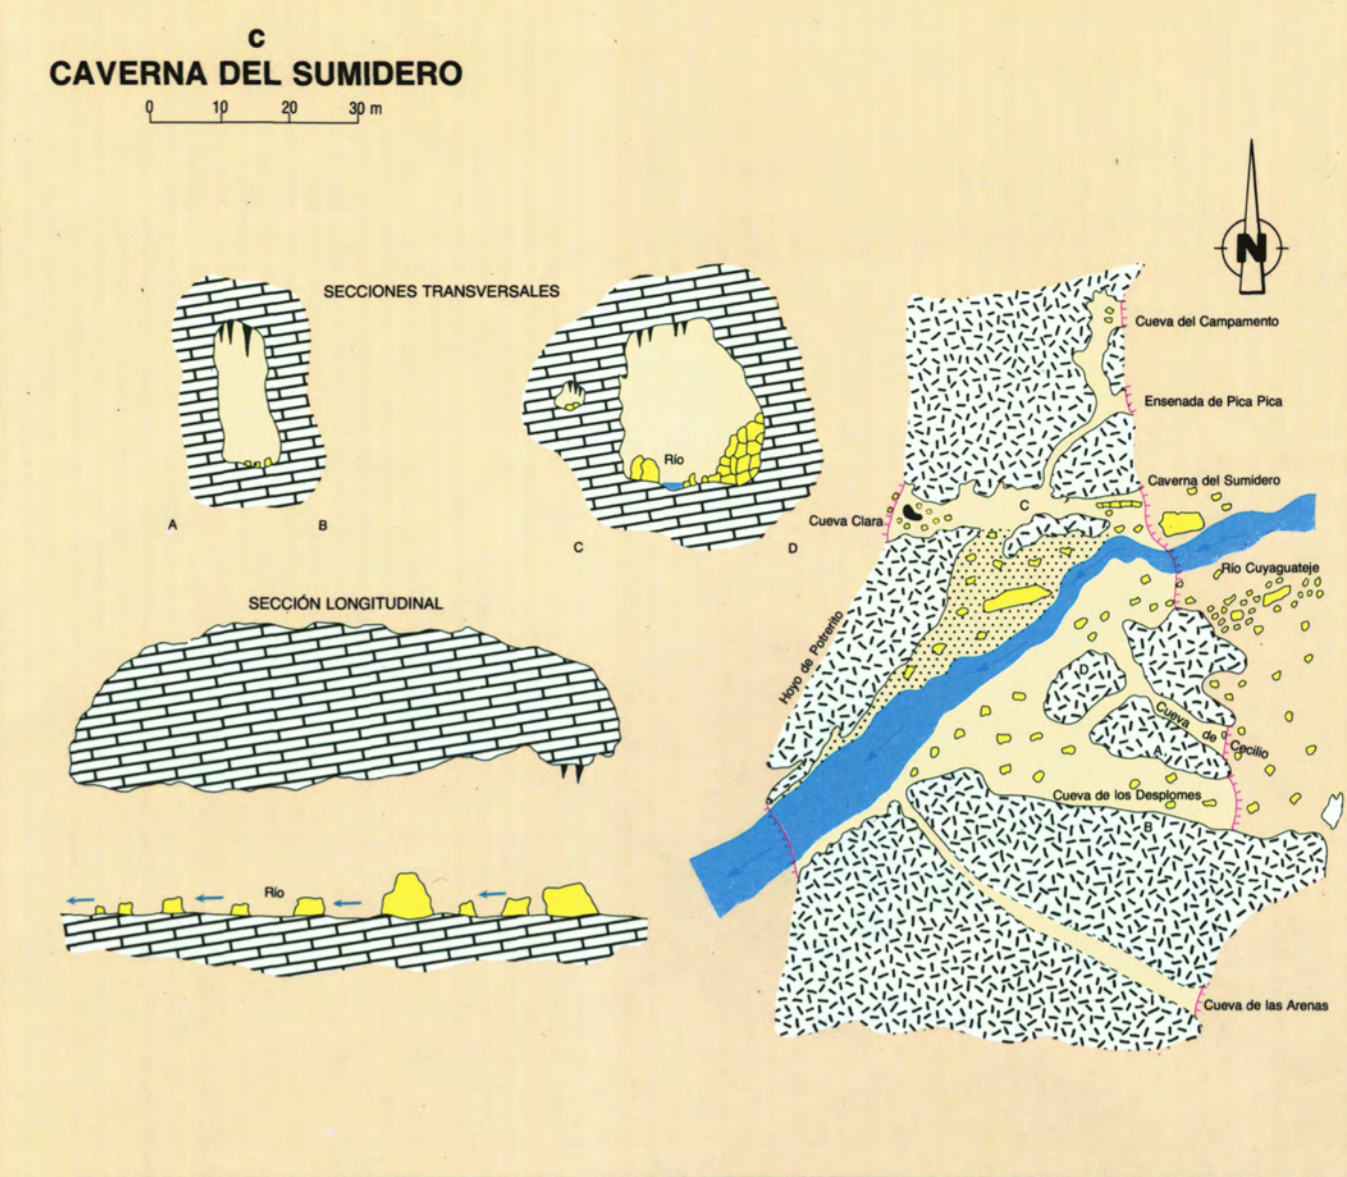 C
CAVERNA DEL SUMIDERO
0 10 20 30 m
N
SECCIONES TRANSVERSALES
Río
A B
C D
SECCIÓN LONGITUDINAL
Río
Cueva del Campamento
Ensenada de Pica Pica
Caverna del Sumidero
C
Cueva Clara
Río Cuyaguateje
Hoyo de Potrerito
D
Cueva de Cecilio
A
Cueva de los Desplomes
B
Cueva de las Arenas